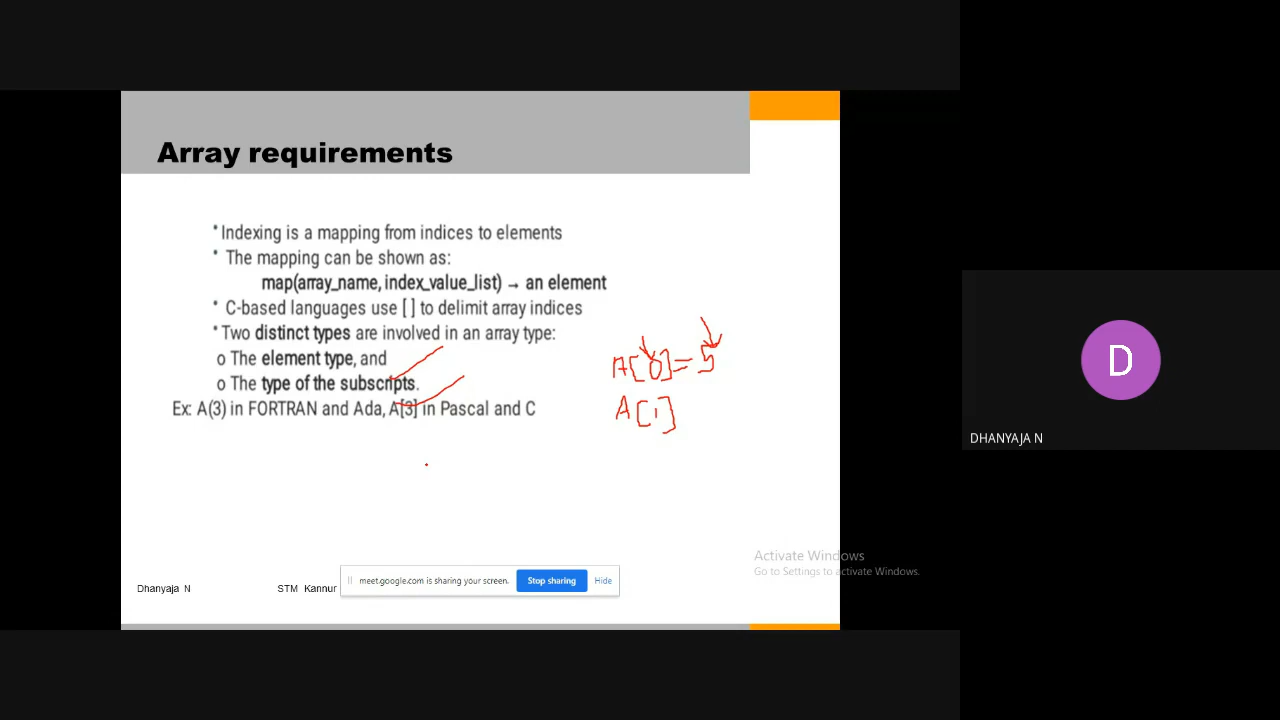 Array requirements
• Indexing is a mapping from indices to elements
• The mapping can be shown as:
map(array_name, index_value_list) → an element
• C-based languages use [ ] to delimit array indices
• Two distinct types are involved in an array type:
o The element type, and
o The type of the subscripts.
Ex: A(3) in FORTRAN and Ada, A[3] in Pascal and C
A[0]=5
A[1]
D
DHANYAJA N
Activate Windows
Go to Settings to activate Windows.
meet.google.com is sharing your screen. Stop sharing Hide
Dhanyaja N STM Kannur